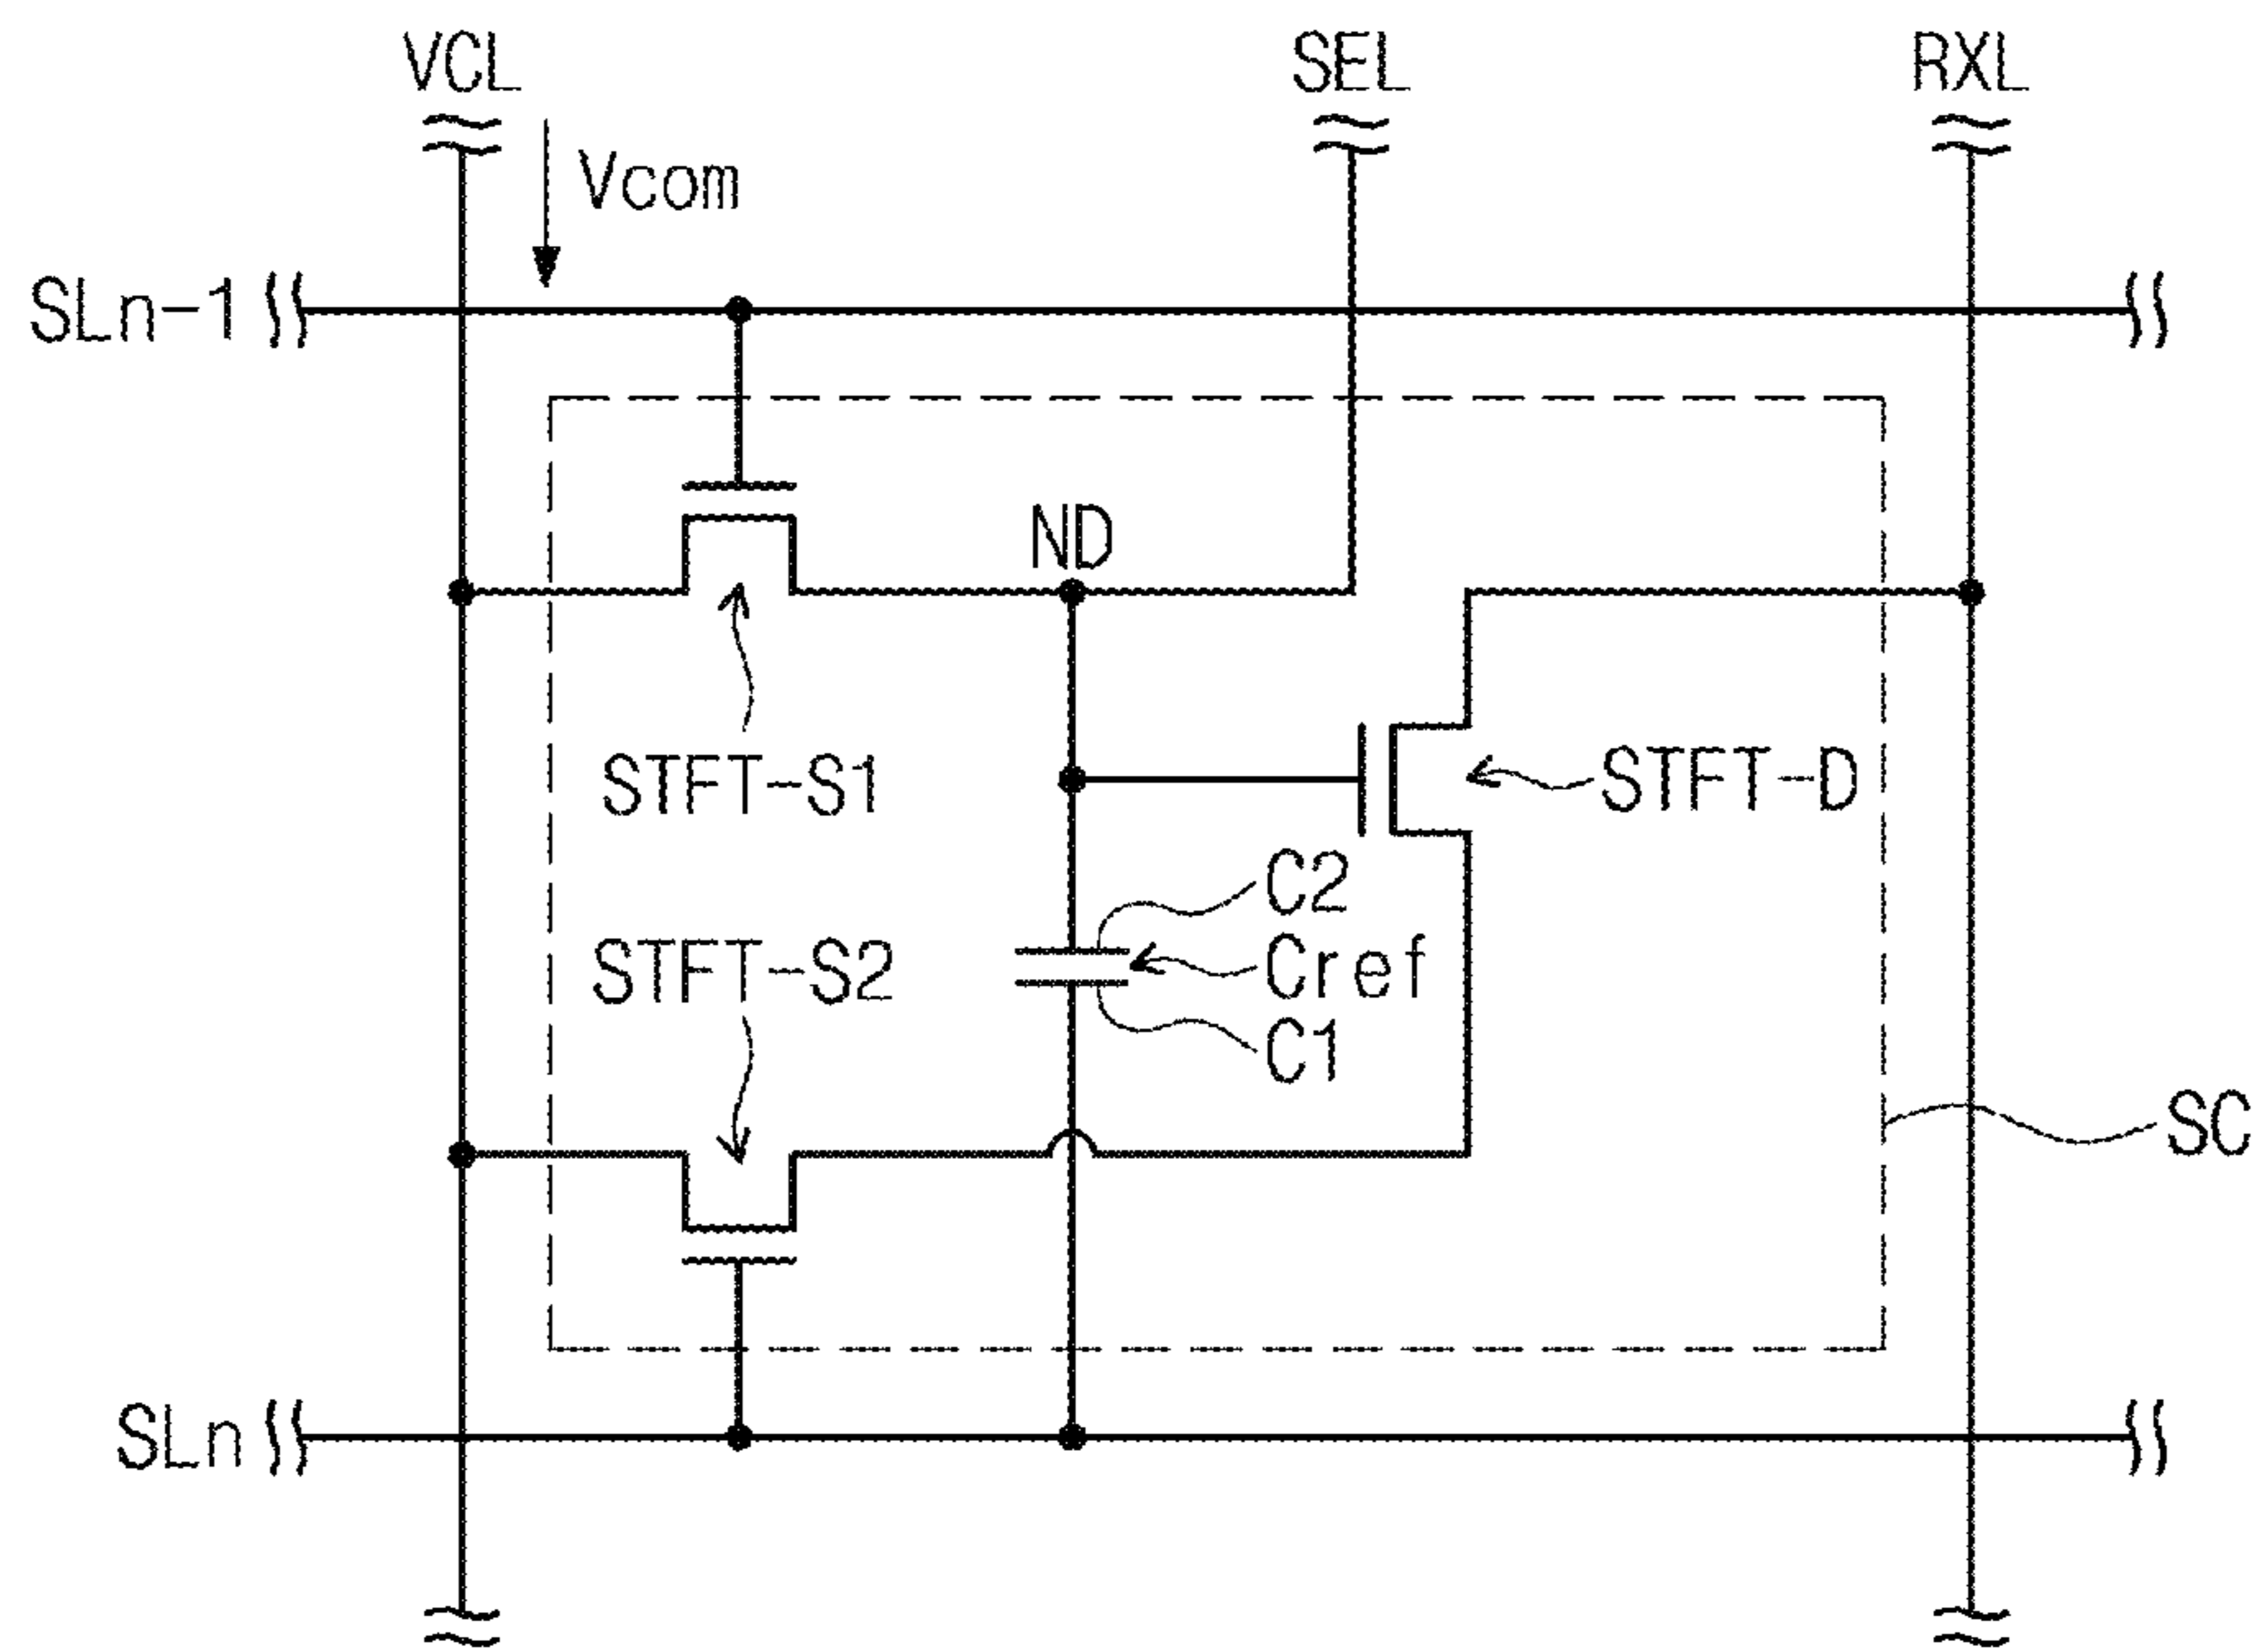 VCL
SEL
RXL
Vcom
SLn-1
ND
STFT-S1
STFT-D
C2
STFT-S2
Cref
C1
SC
SLn